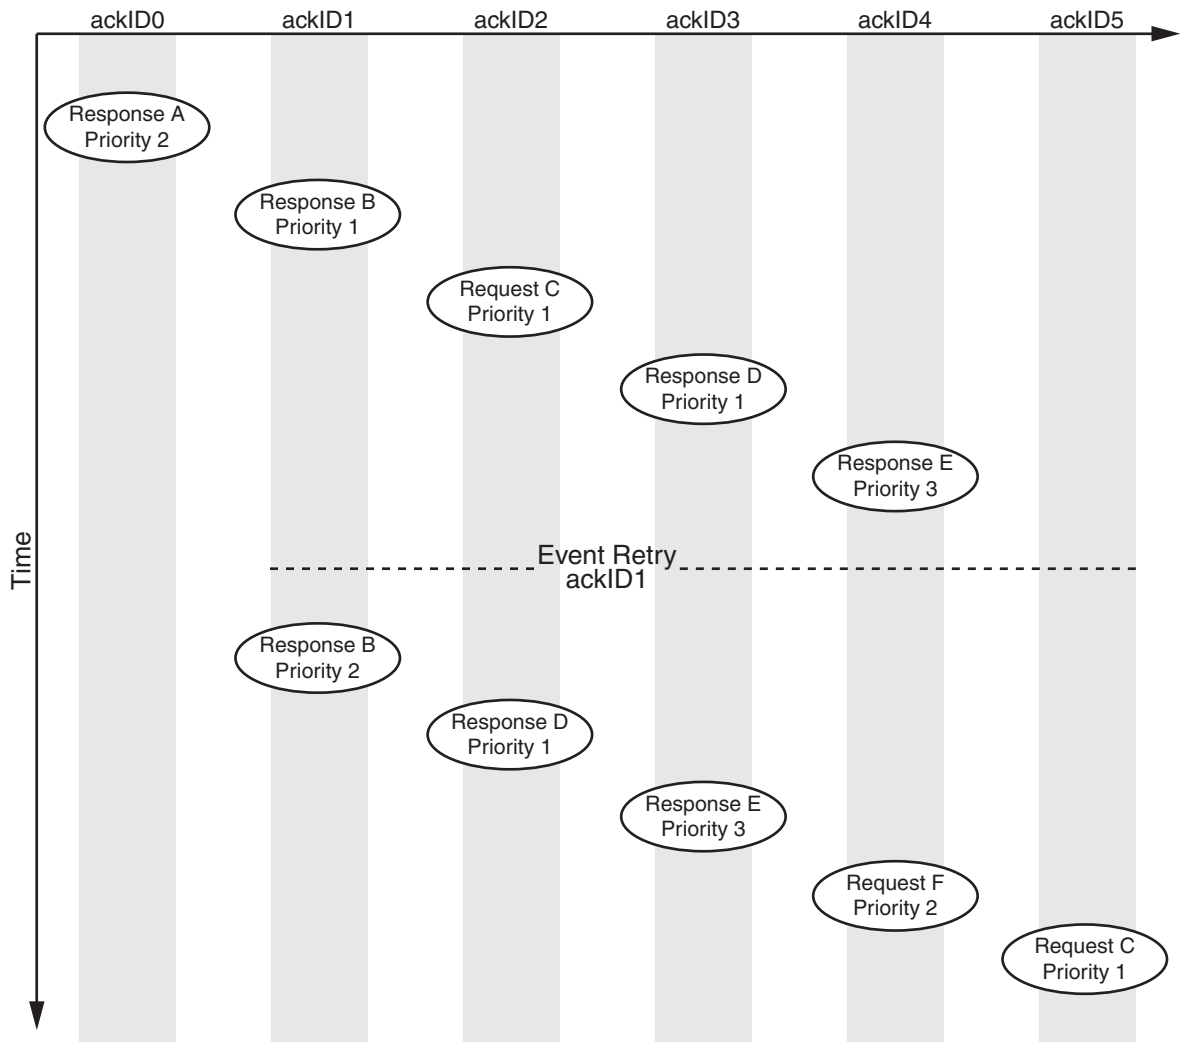 ackID0
ackID1
ackID2
ackID3
ackID4
ackID5
Response A
Priority 2
Response B
Priority 1
Request C
Priority 1
Response D
Priority 1
Response E
Priority 3
Time
Event Retry
ackID1
Response B
Priority 2
Response D
Priority 1
Response E
Priority 3
Request F
Priority 2
Request C
Priority 1